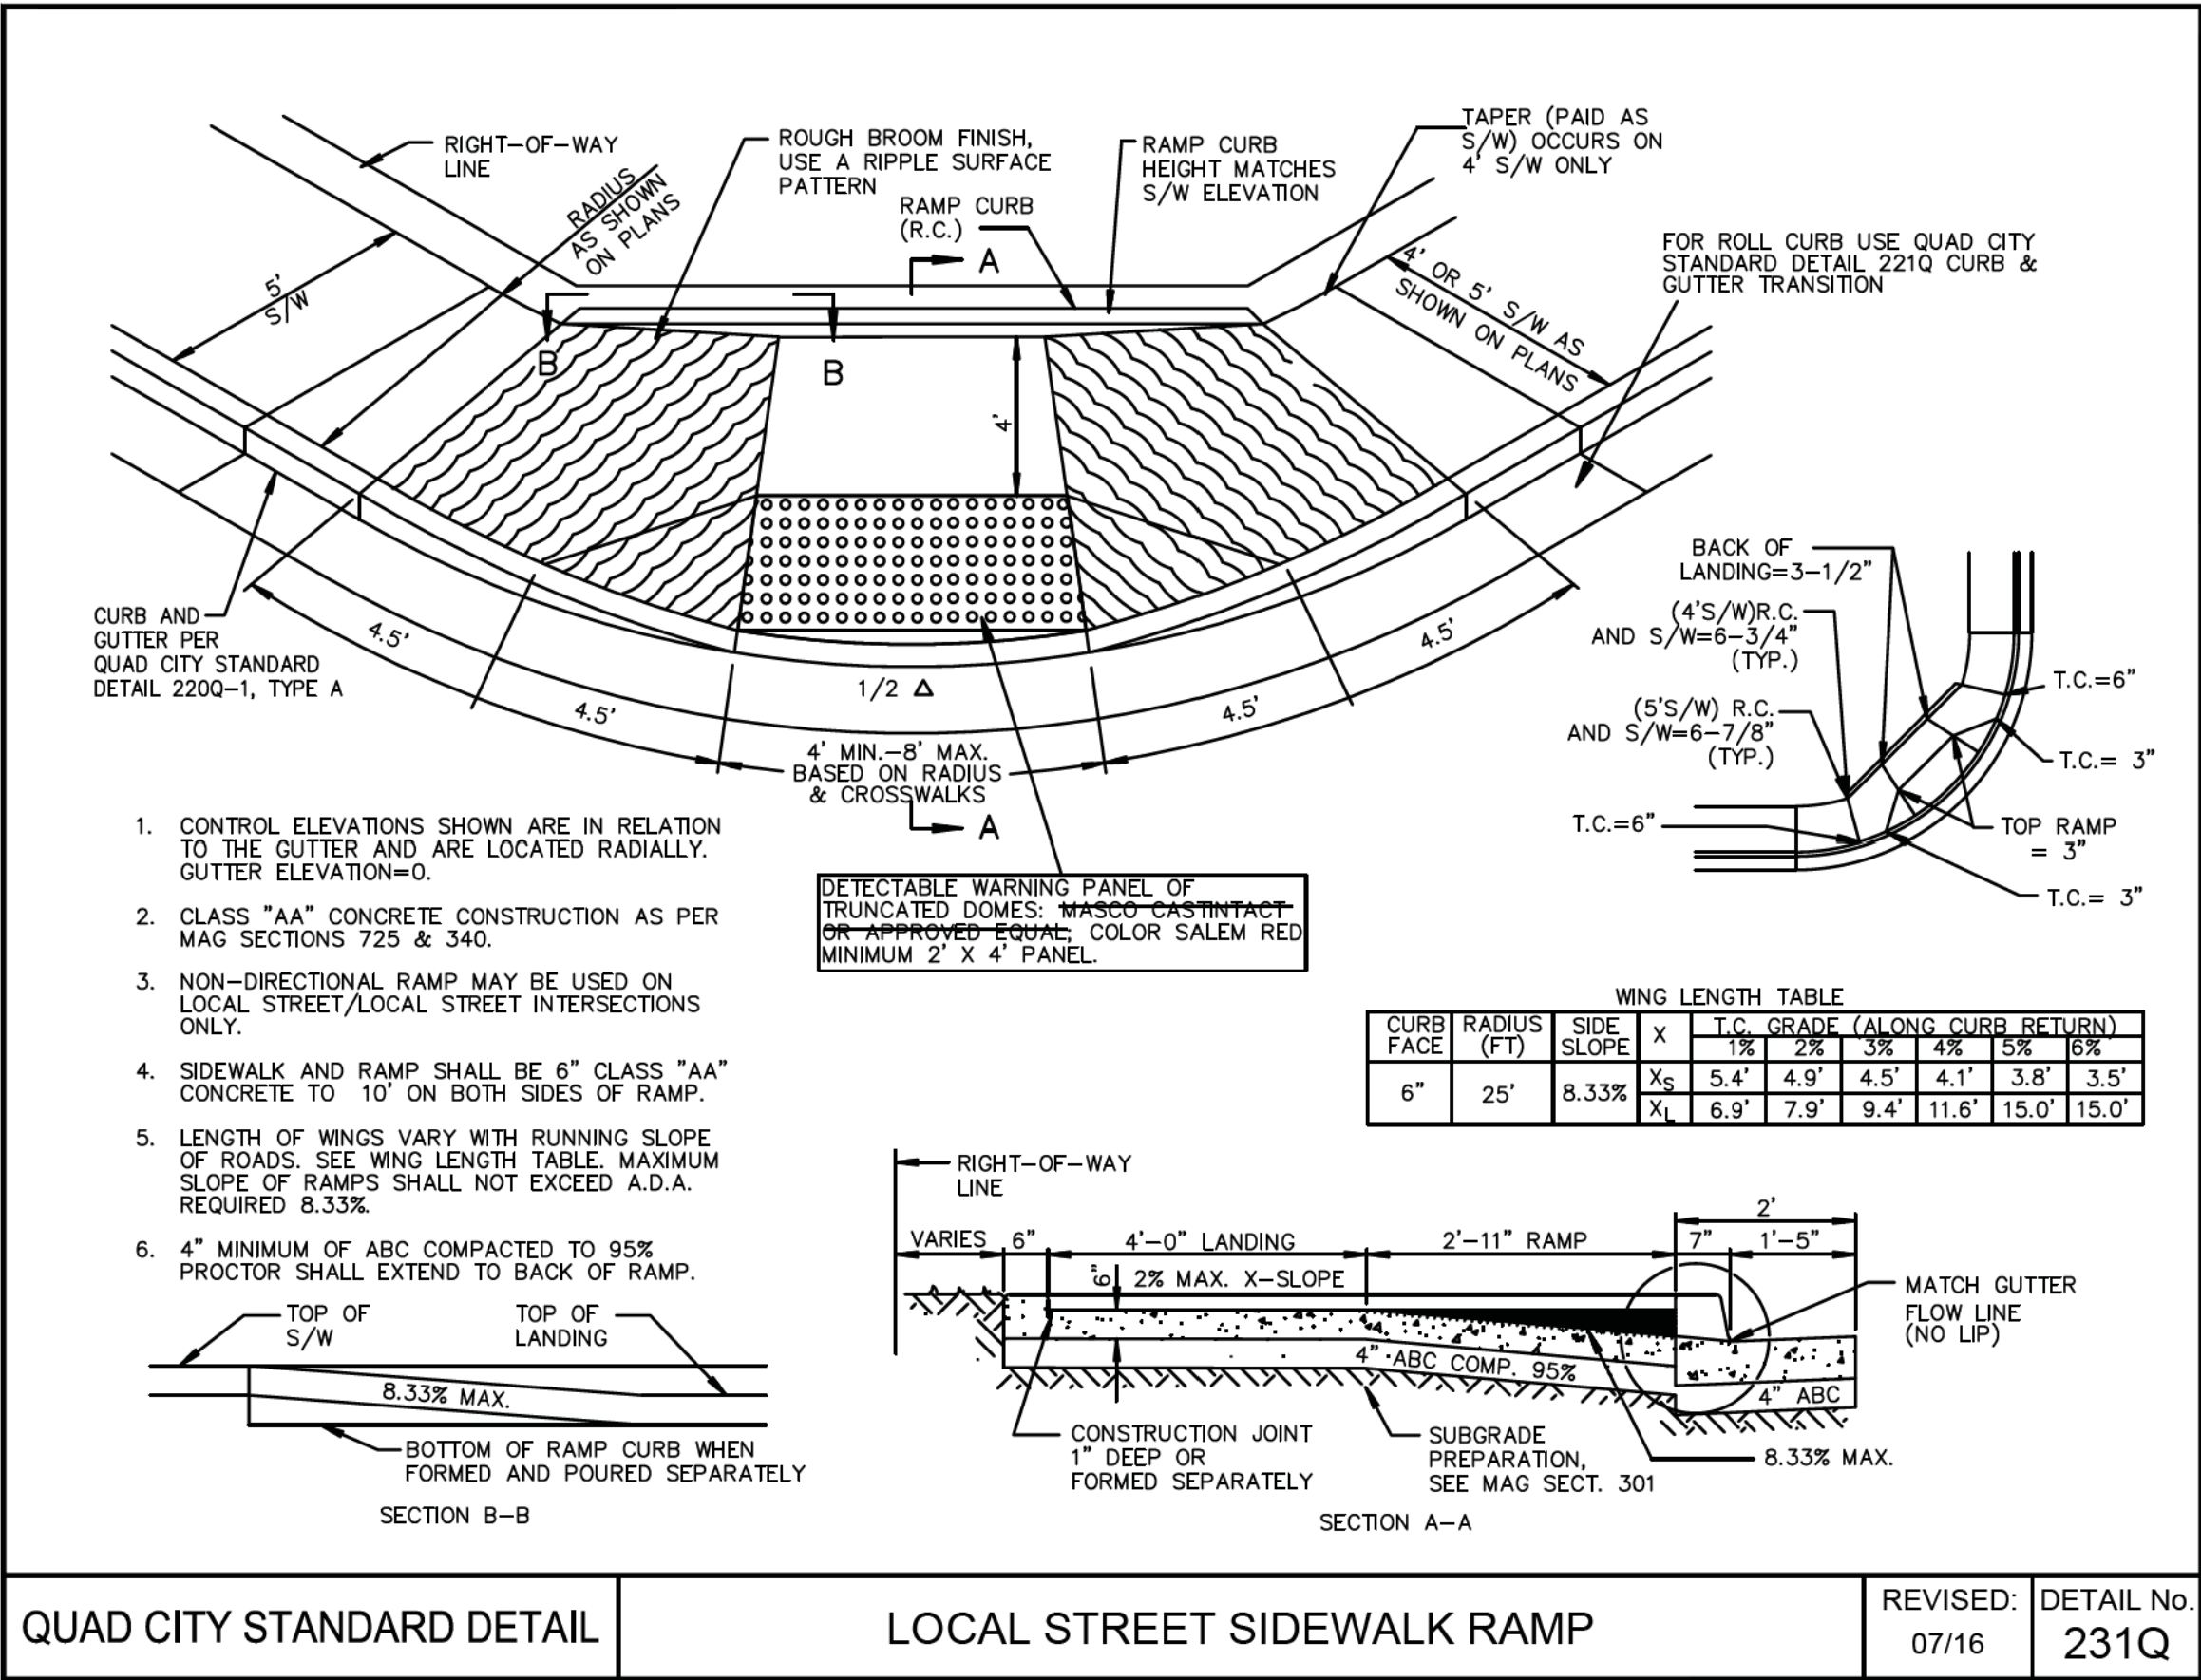 RIGHT-OF-WAY
LINE
RADIUS
AS SHOWN
ON PLANS
ROUGH BROOM FINISH,
USE A RIPPLE SURFACE
PATTERN
RAMP CURB
(R.C.)
RAMP CURB
HEIGHT MATCHES
S/W ELEVATION
TAPER (PAID AS
S/W) OCCURS ON
4' S/W ONLY
FOR ROLL CURB USE QUAD CITY
STANDARD DETAIL 221Q CURB &
GUTTER TRANSITION
5'
S/W
A
B
B
4'
4' OR 5' S/W AS
SHOWN ON PLANS
CURB AND
GUTTER PER
QUAD CITY STANDARD
DETAIL 220Q-1, TYPE A
4.5'
4.5'
1/2 Δ
4.5'
4.5'
4' MIN.-8' MAX.
BASED ON RADIUS
& CROSSWALKS
A
BACK OF
LANDING=3-1/2"
(4'S/W)R.C.
AND S/W=6-3/4"
(TYP.)
(5'S/W) R.C.
AND S/W=6-7/8"
(TYP.)
T.C.=6"
T.C.=6"
T.C.= 3"
TOP RAMP
= 3"
T.C.= 3"
DETECTABLE WARNING PANEL OF
TRUNCATED DOMES: MASCO CASTINTACT
OR APPROVED EQUAL; COLOR SALEM RED
MINIMUM 2' X 4' PANEL.
1. CONTROL ELEVATIONS SHOWN ARE IN RELATION
TO THE GUTTER AND ARE LOCATED RADIALLY.
GUTTER ELEVATION=0.
2. CLASS "AA" CONCRETE CONSTRUCTION AS PER
MAG SECTIONS 725 & 340.
3. NON-DIRECTIONAL RAMP MAY BE USED ON
LOCAL STREET/LOCAL STREET INTERSECTIONS
ONLY.
4. SIDEWALK AND RAMP SHALL BE 6" CLASS "AA"
CONCRETE TO 10' ON BOTH SIDES OF RAMP.
5. LENGTH OF WINGS VARY WITH RUNNING SLOPE
OF ROADS. SEE WING LENGTH TABLE. MAXIMUM
SLOPE OF RAMPS SHALL NOT EXCEED A.D.A.
REQUIRED 8.33%.
6. 4" MINIMUM OF ABC COMPACTED TO 95%
PROCTOR SHALL EXTEND TO BACK OF RAMP.
WING LENGTH TABLE
CURB FACE RADIUS (FT) SIDE SLOPE X T.C. GRADE (ALONG CURB RETURN)
1% 2% 3% 4% 5% 6%
6" 25' 8.33% XS 5.4' 4.9' 4.5' 4.1' 3.8' 3.5'
XL 6.9' 7.9' 9.4' 11.6' 15.0' 15.0'
TOP OF
S/W
TOP OF
LANDING
8.33% MAX.
BOTTOM OF RAMP CURB WHEN
FORMED AND POURED SEPARATELY
SECTION B-B
RIGHT-OF-WAY
LINE
2'
VARIES 6" 4'-0" LANDING 2'-11" RAMP 7" 1'-5"
6" 2% MAX. X-SLOPE
MATCH GUTTER
FLOW LINE
(NO LIP)
4" ABC COMP. 95%
4" ABC
CONSTRUCTION JOINT
1" DEEP OR
FORMED SEPARATELY
SUBGRADE
PREPARATION,
SEE MAG SECT. 301
8.33% MAX.
SECTION A-A
QUAD CITY STANDARD DETAIL
LOCAL STREET SIDEWALK RAMP
REVISED:
07/16
DETAIL No.
231Q